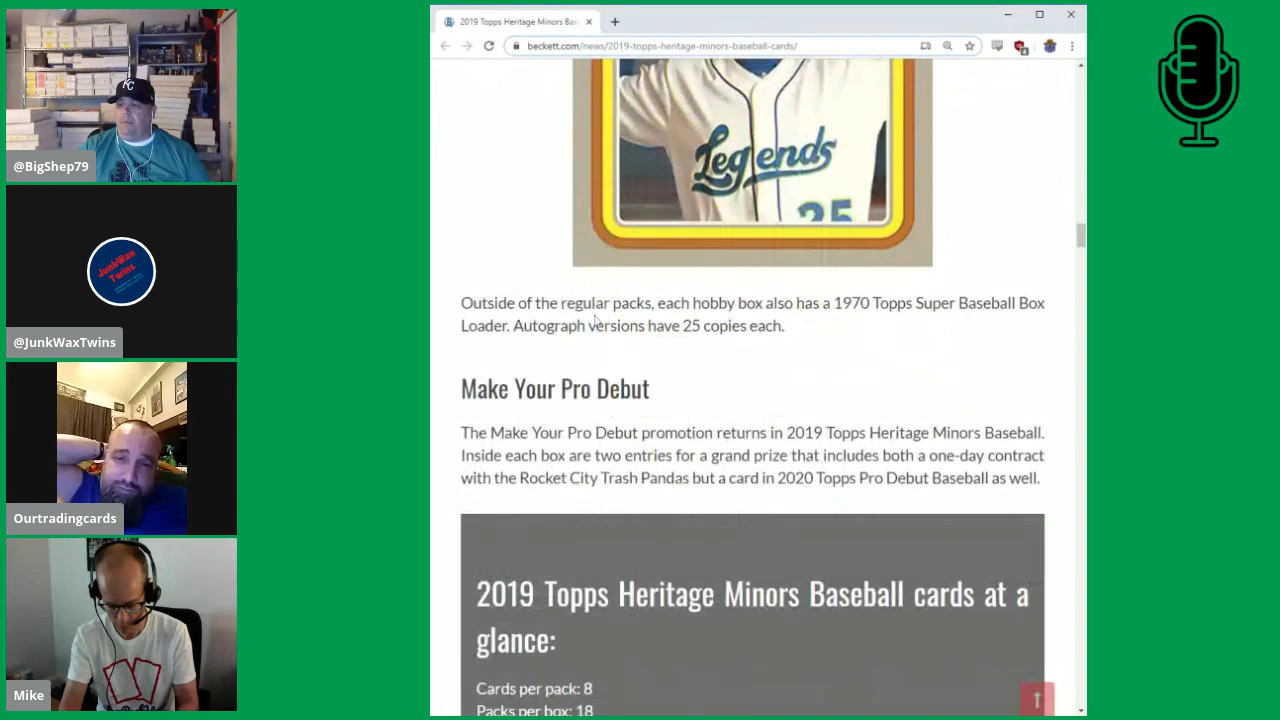 2019 Topps Heritage Minors Bas
beckett.com/news/2019-topps-heritage-minors-baseball-cards/
KC
@BigShep79
Legends
25
Outside of the regular packs, each hobby box also has a 1970 Topps Super Baseball Box
Loader. Autograph versions have 25 copies each.
JunkWax
Twins
@JunkWaxTwins
Make Your Pro Debut
The Make Your Pro Debut promotion returns in 2019 Topps Heritage Minors Baseball.
Inside each box are two entries for a grand prize that includes both a one-day contract
with the Rocket City Trash Pandas but a card in 2020 Topps Pro Debut Baseball as well.
Ourtradingcards
2019 Topps Heritage Minors Baseball cards at a
glance:
Cards per pack: 8
Packs per box: 18
Mike